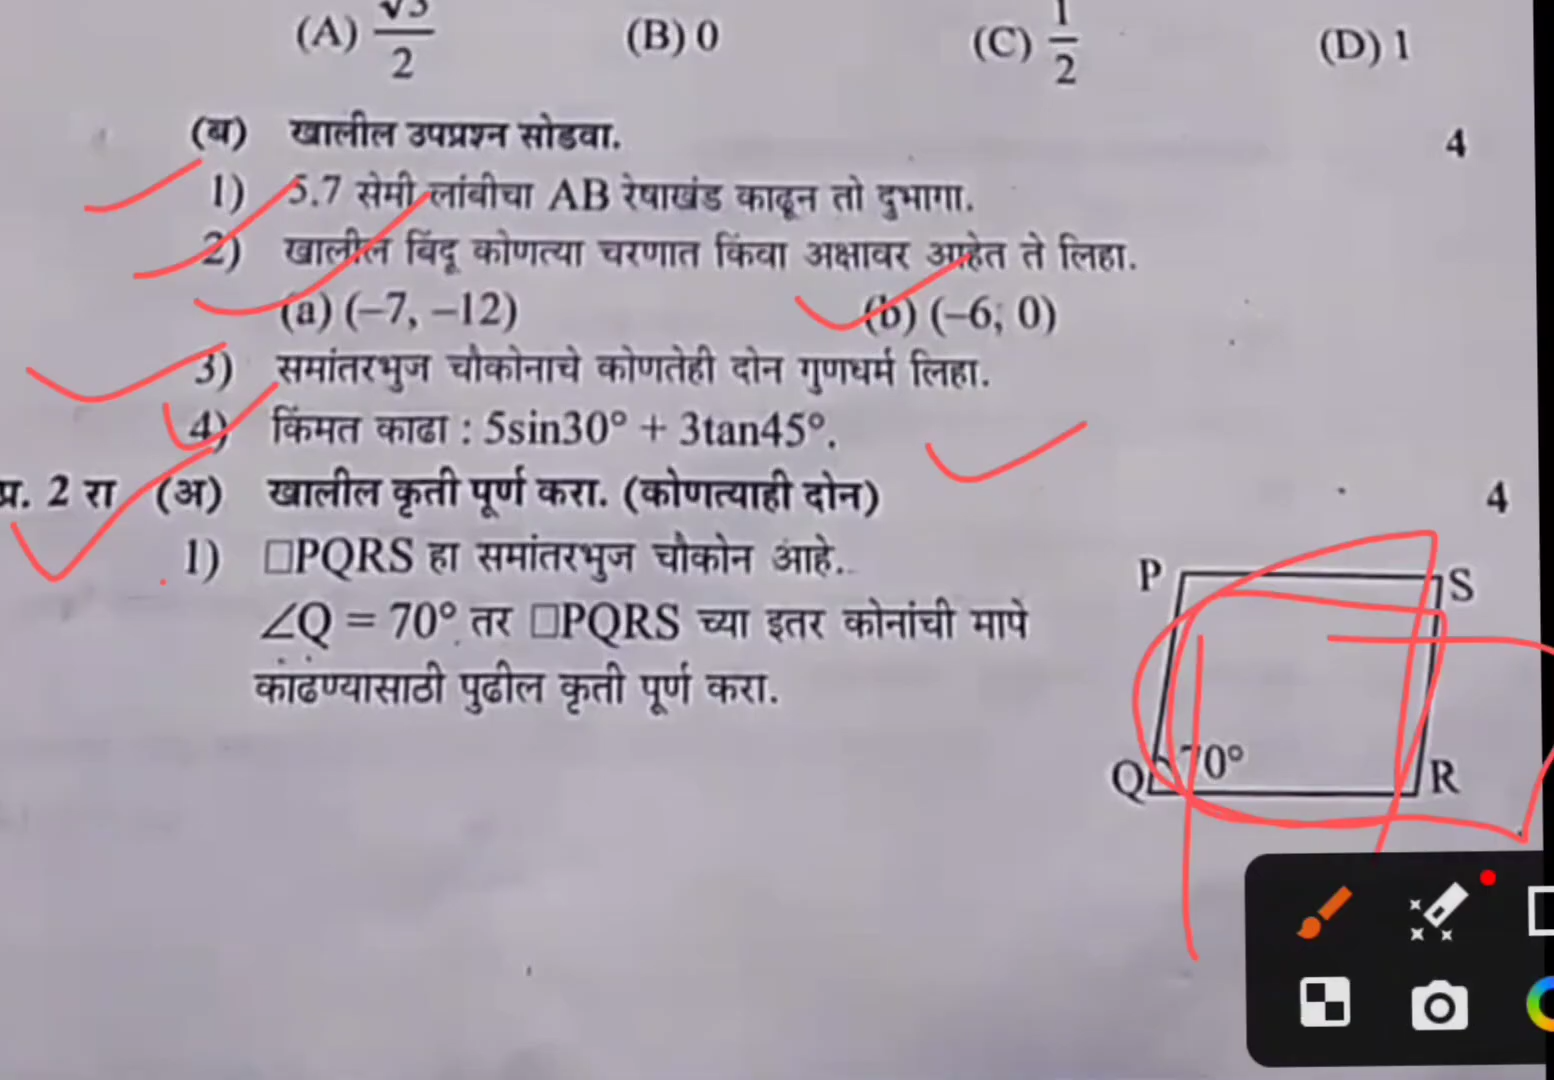 (A) √3/2 (B) 0 (C) 1/2 (D) 1
(ब) खालील उपप्रश्न सोडवा. 4
1) 5.7 सेमी लांबीचा AB रेषाखंड काढून तो दुभागा.
2) खालील बिंदू कोणत्या चरणात किंवा अक्षावर आहेत ते लिहा.
(a) (–7, –12) (b) (–6, 0)
3) समांतरभुज चौकोनाचे कोणतेही दोन गुणधर्म लिहा.
4) किंमत काढा : 5sin30° + 3tan45°.
प्र. 2 रा (अ) खालील कृती पूर्ण करा. (कोणत्याही दोन) 4
1) □PQRS हा समांतरभुज चौकोन आहे.
∠Q = 70° तर □PQRS च्या इतर कोनांची मापे
काढण्यासाठी पुढील कृती पूर्ण करा.
P S
Q 70° R